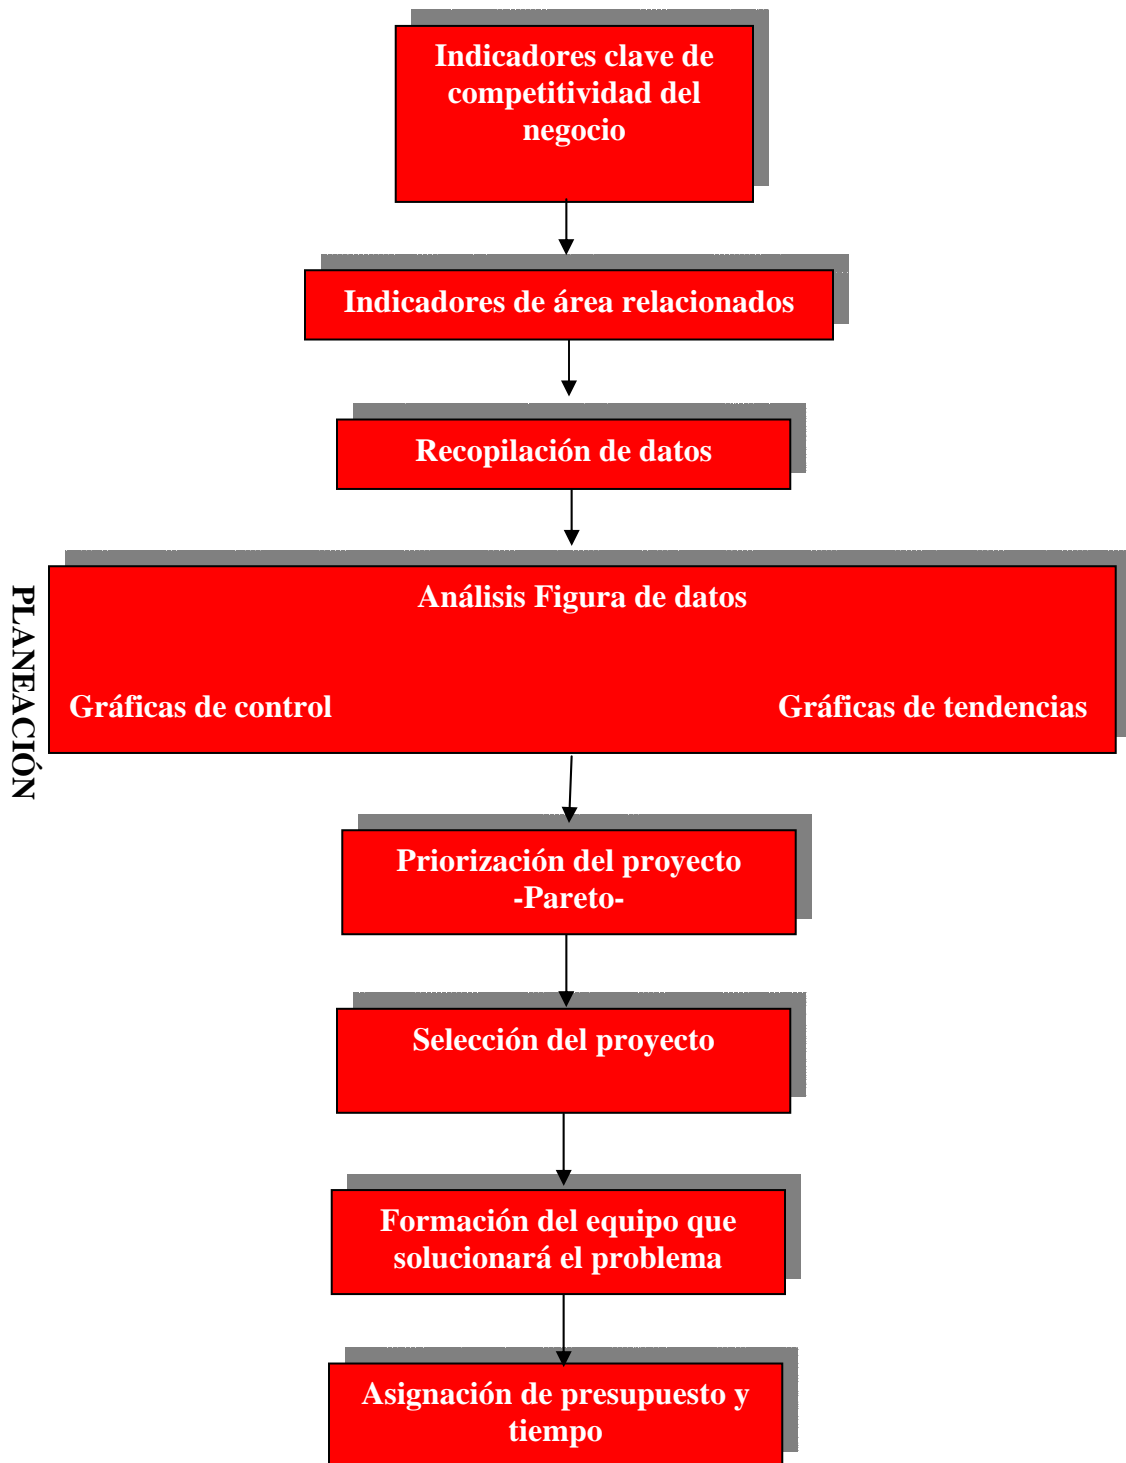 Indicadores clave de
competitividad del
negocio
Indicadores de área relacionados
Recopilación de datos
PLANEACIÓN
Análisis Figura de datos
Gráficas de control
Gráficas de tendencias
Priorización del proyecto
-Pareto-
Selección del proyecto
Formación del equipo que
solucionará el problema
Asignación de presupuesto y
tiempo